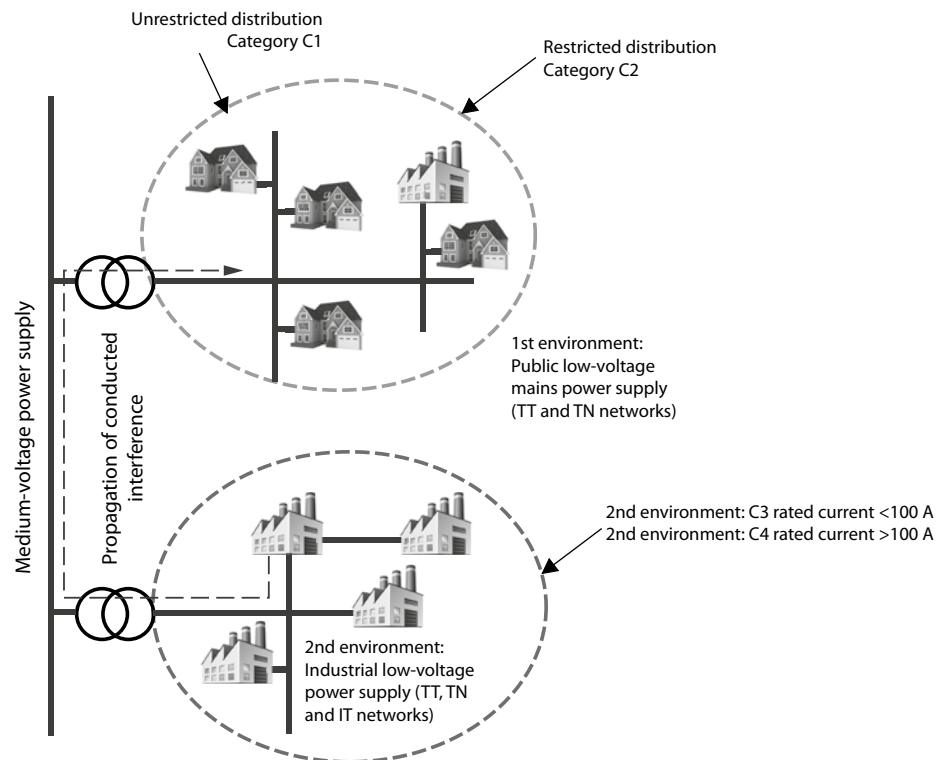 Unrestricted distribution
Category C1
Restricted distribution
Category C2
Medium-voltage power supply
Propagation of conducted
interference
1st environment:
Public low-voltage
mains power supply
(TT and TN networks)
2nd environment: C3 rated current <100 A
2nd environment: C4 rated current >100 A
2nd environment:
Industrial low-voltage
power supply (TT, TN
and IT networks)